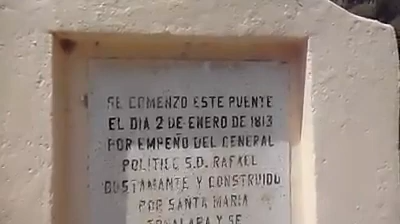 SE COMENZO ESTE PUENTE
EL DIA 2 DE ENERO DE 1813
POR EMPEÑO DEL GENERAL
POLITICO S.D. RAFAEL
BUSTAMANTE Y CONSTRUIDO
POR SANTA MARIA
Y SE